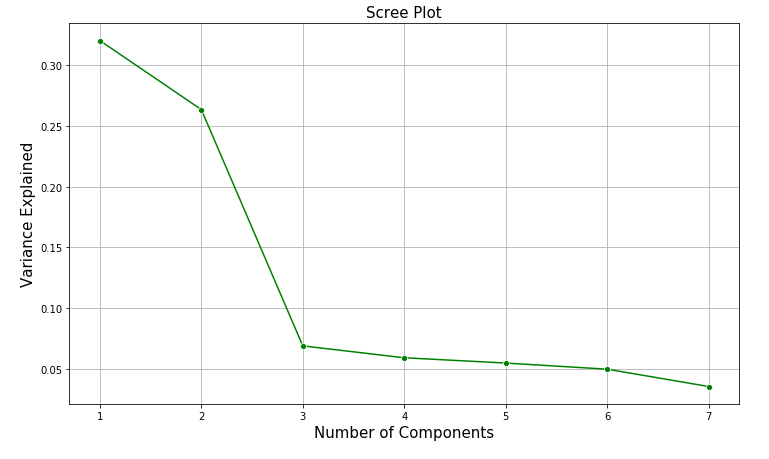 Scree Plot
Variance Explained
0.30
0.25
0.20
0.15
0.10
0.05
1 2 3 4 5 6 7
Number of Components